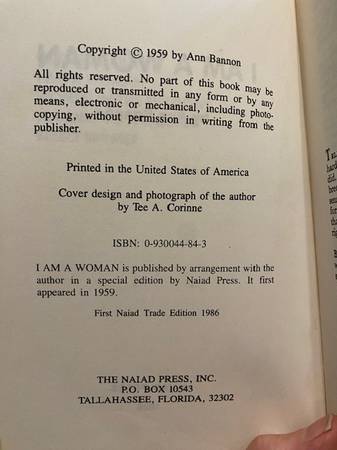 Copyright © 1959 by Ann Bannon
All rights reserved. No part of this book may be
reproduced or transmitted in any form or by any
means, electronic or mechanical, including photo-
copying, without permission in writing from the
publisher.
Printed in the United States of America
Cover design and photograph of the author
by Tee A. Corinne
ISBN: 0-930044-84-3
I AM A WOMAN is published by arrangement with the
author in a special edition by Naiad Press. It first
appeared in 1959.
First Naiad Trade Edition 1986
THE NAIAD PRESS, INC.
P.O. BOX 10543
TALLAHASSEE, FLORIDA, 32302